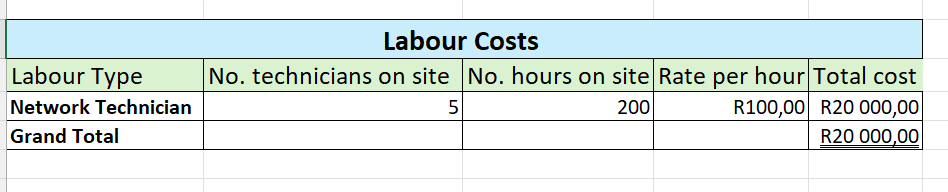 Labour Costs
Labour Type No. technicians on site No. hours on site Rate per hour Total cost
Network Technician 5 200 R100,00 R20 000,00
Grand Total R20 000,00